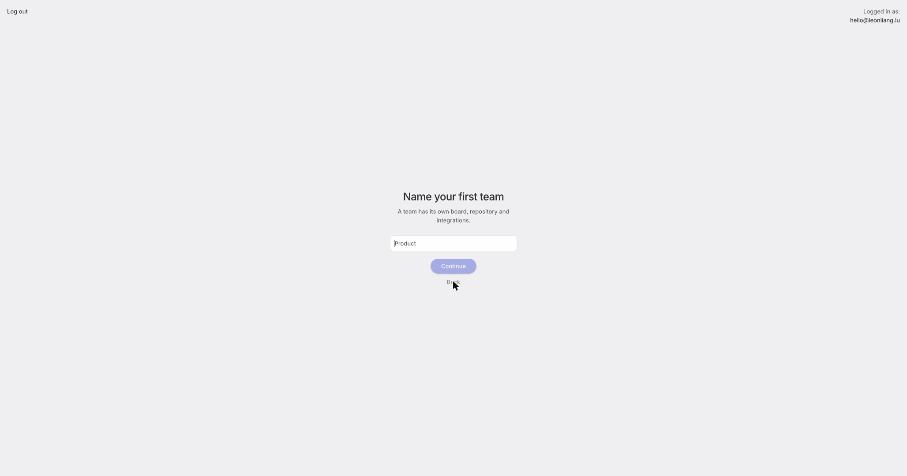 Log out
Logged in as:
hello@leonliang.lu
Name your first team
A team has its own board, repository and
integrations.
Product
Continue